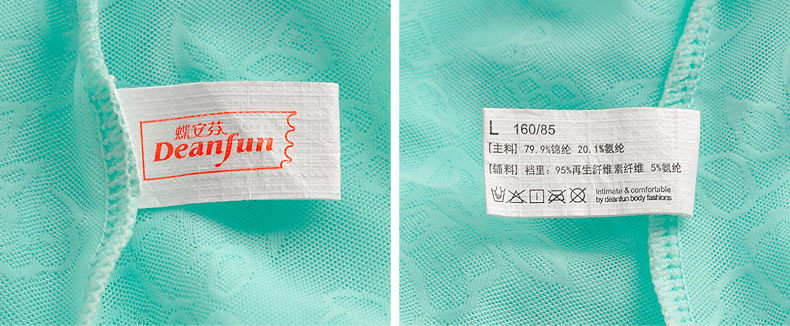 蝶安芬
Deanfun
L 160/85
【主料】79.9%锦纶 20.1%氨纶
【辅料】裆里: 95%再生纤维素纤维 5%氨纶
Intimate & comfortable
by deanfun body fashions